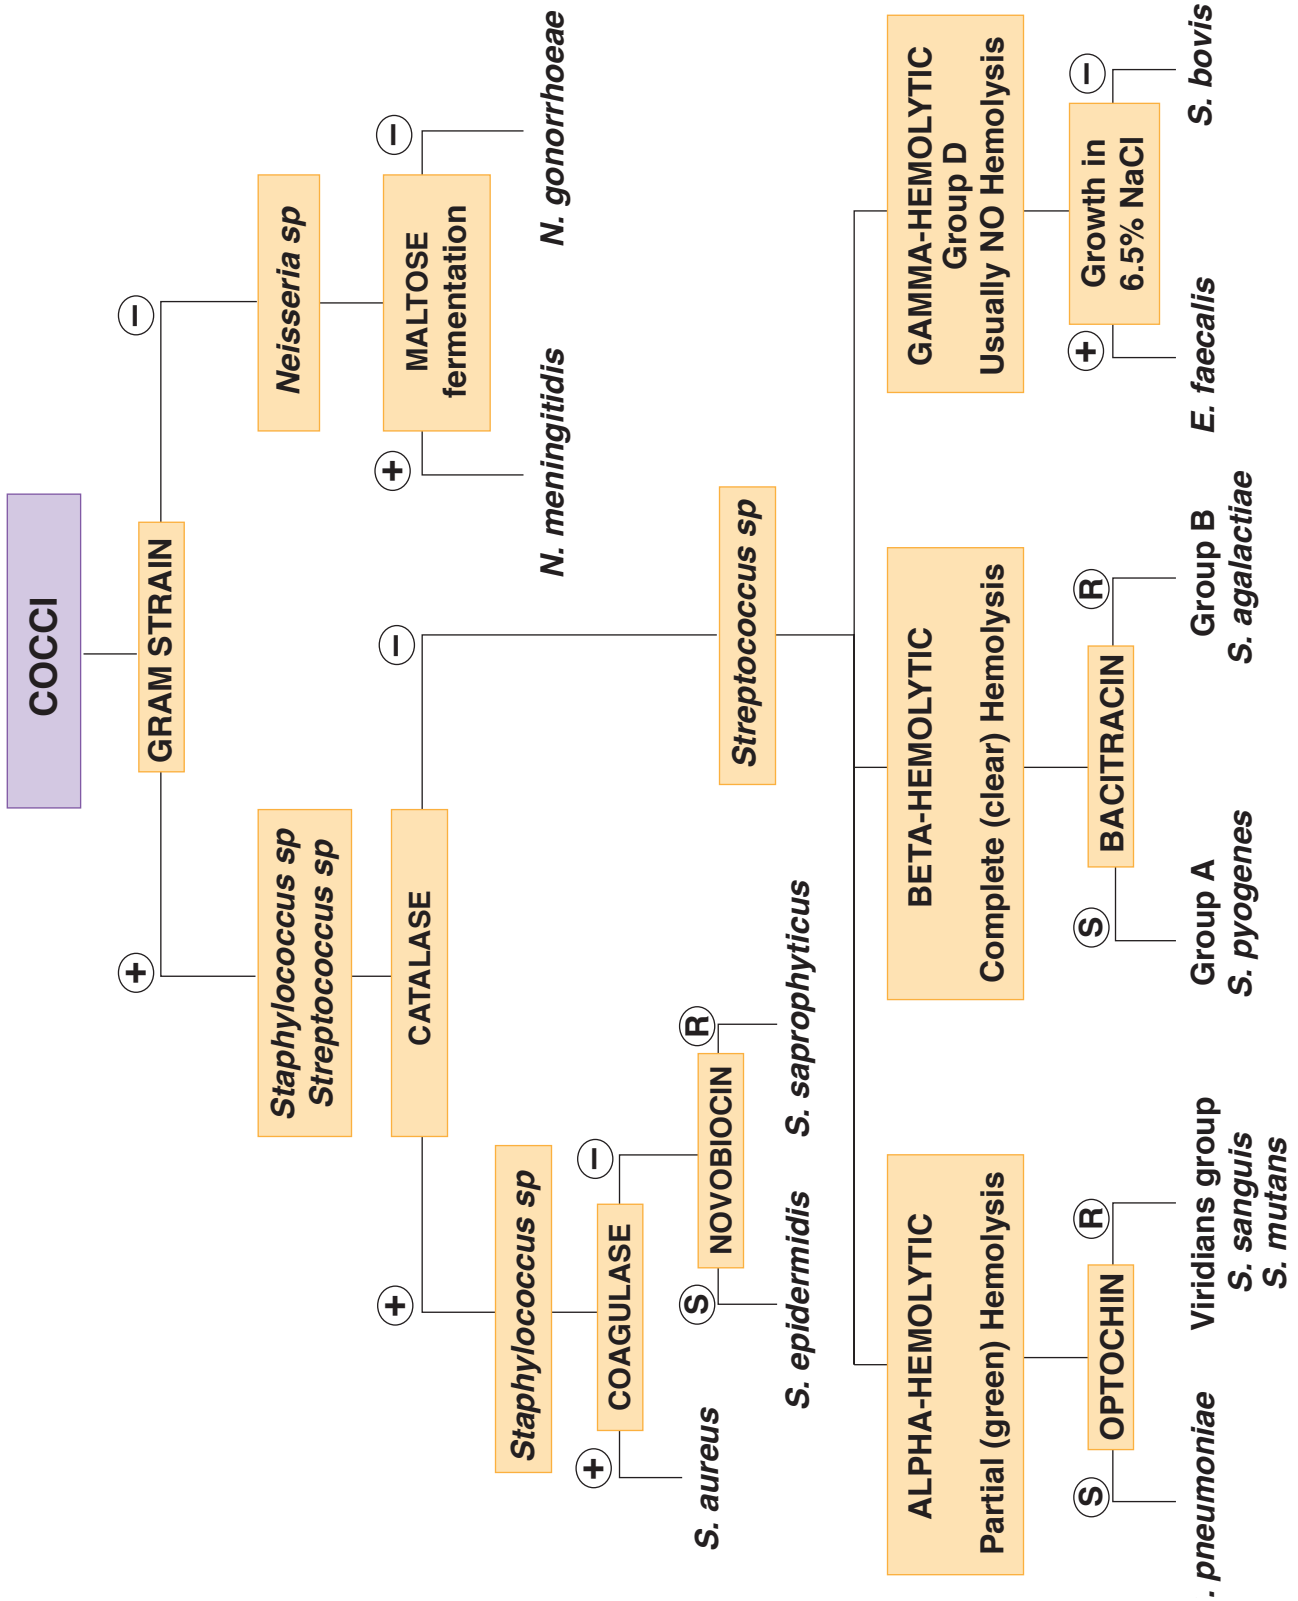 COCCI
GRAM STRAIN
+
−
Staphylococcus sp
Streptococcus sp
Neisseria sp
CATALASE
MALTOSE
fermentation
+
−
+
−
N. meningitidis
N. gonorrhoeae
Staphylococcus sp
COAGULASE
+
−
S. aureus
NOVOBIOCIN
S
R
S. epidermidis
S. saprophyticus
Streptococcus sp
ALPHA-HEMOLYTIC
Partial (green) Hemolysis
BETA-HEMOLYTIC
Complete (clear) Hemolysis
GAMMA-HEMOLYTIC
Group D
Usually NO Hemolysis
OPTOCHIN
S
R
. pneumoniae
Viridians group
S. sanguis
S. mutans
BACITRACIN
S
R
Group A
S. pyogenes
Group B
S. agalactiae
Growth in
6.5% NaCl
+
−
E. faecalis
S. bovis